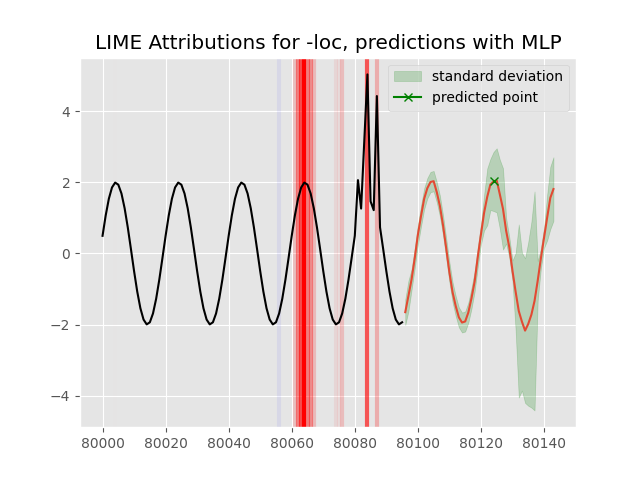 LIME Attributions for -loc, predictions with MLP
standard deviation
predicted point
4
2
0
−2
−4
80000 80020 80040 80060 80080 80100 80120 80140